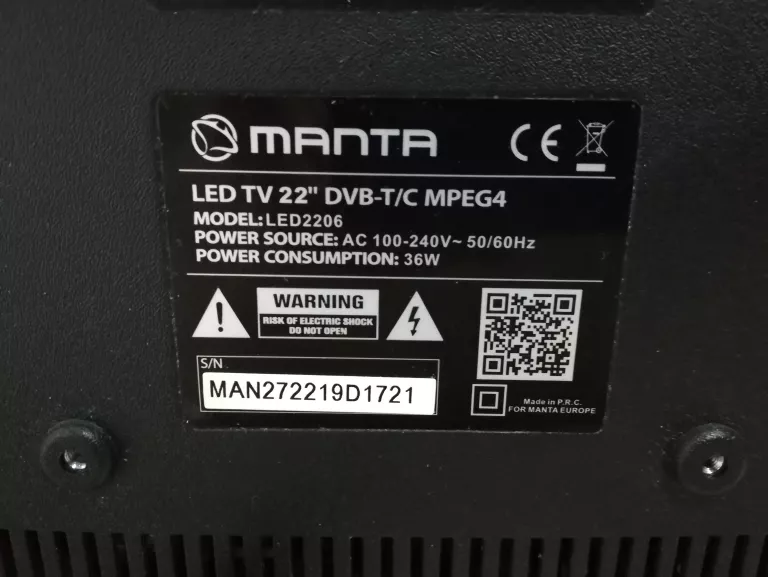 MANTA CE
LED TV 22" DVB-T/C MPEG4
MODEL: LED2206
POWER SOURCE: AC 100-240V~ 50/60Hz
POWER CONSUMPTION: 36W
WARNING
RISK OF ELECTRIC SHOCK
DO NOT OPEN
S/N
MAN272219D1721
Made in P.R.C.
FOR MANTA EUROPE